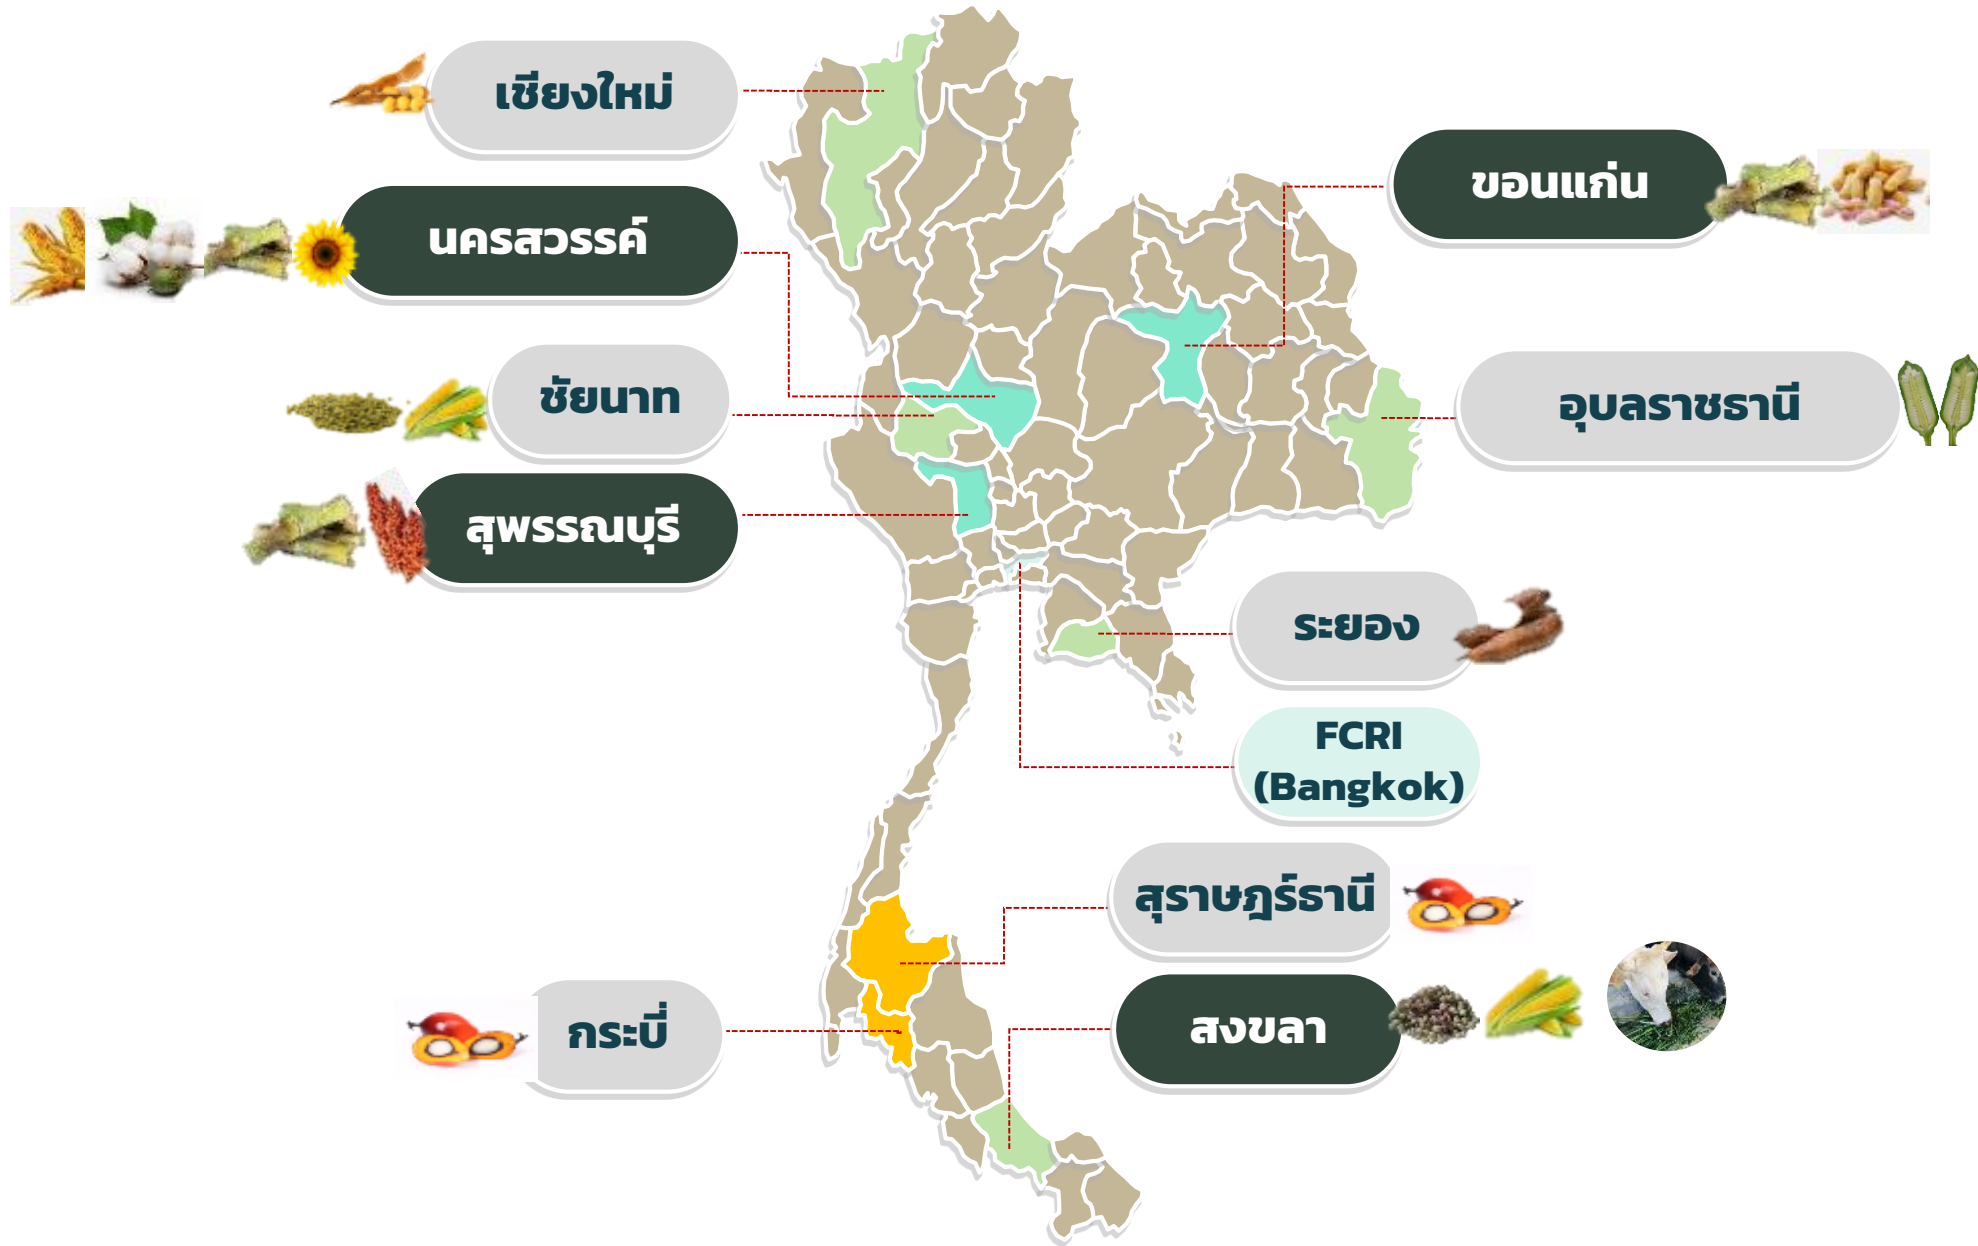 เชียงใหม่
นครสวรรค์
ชัยนาท
สุพรรณบุรี
ขอนแก่น
อุบลราชธานี
ระยอง
FCRI
(Bangkok)
สุราษฎร์ธานี
สงขลา
กระบี่